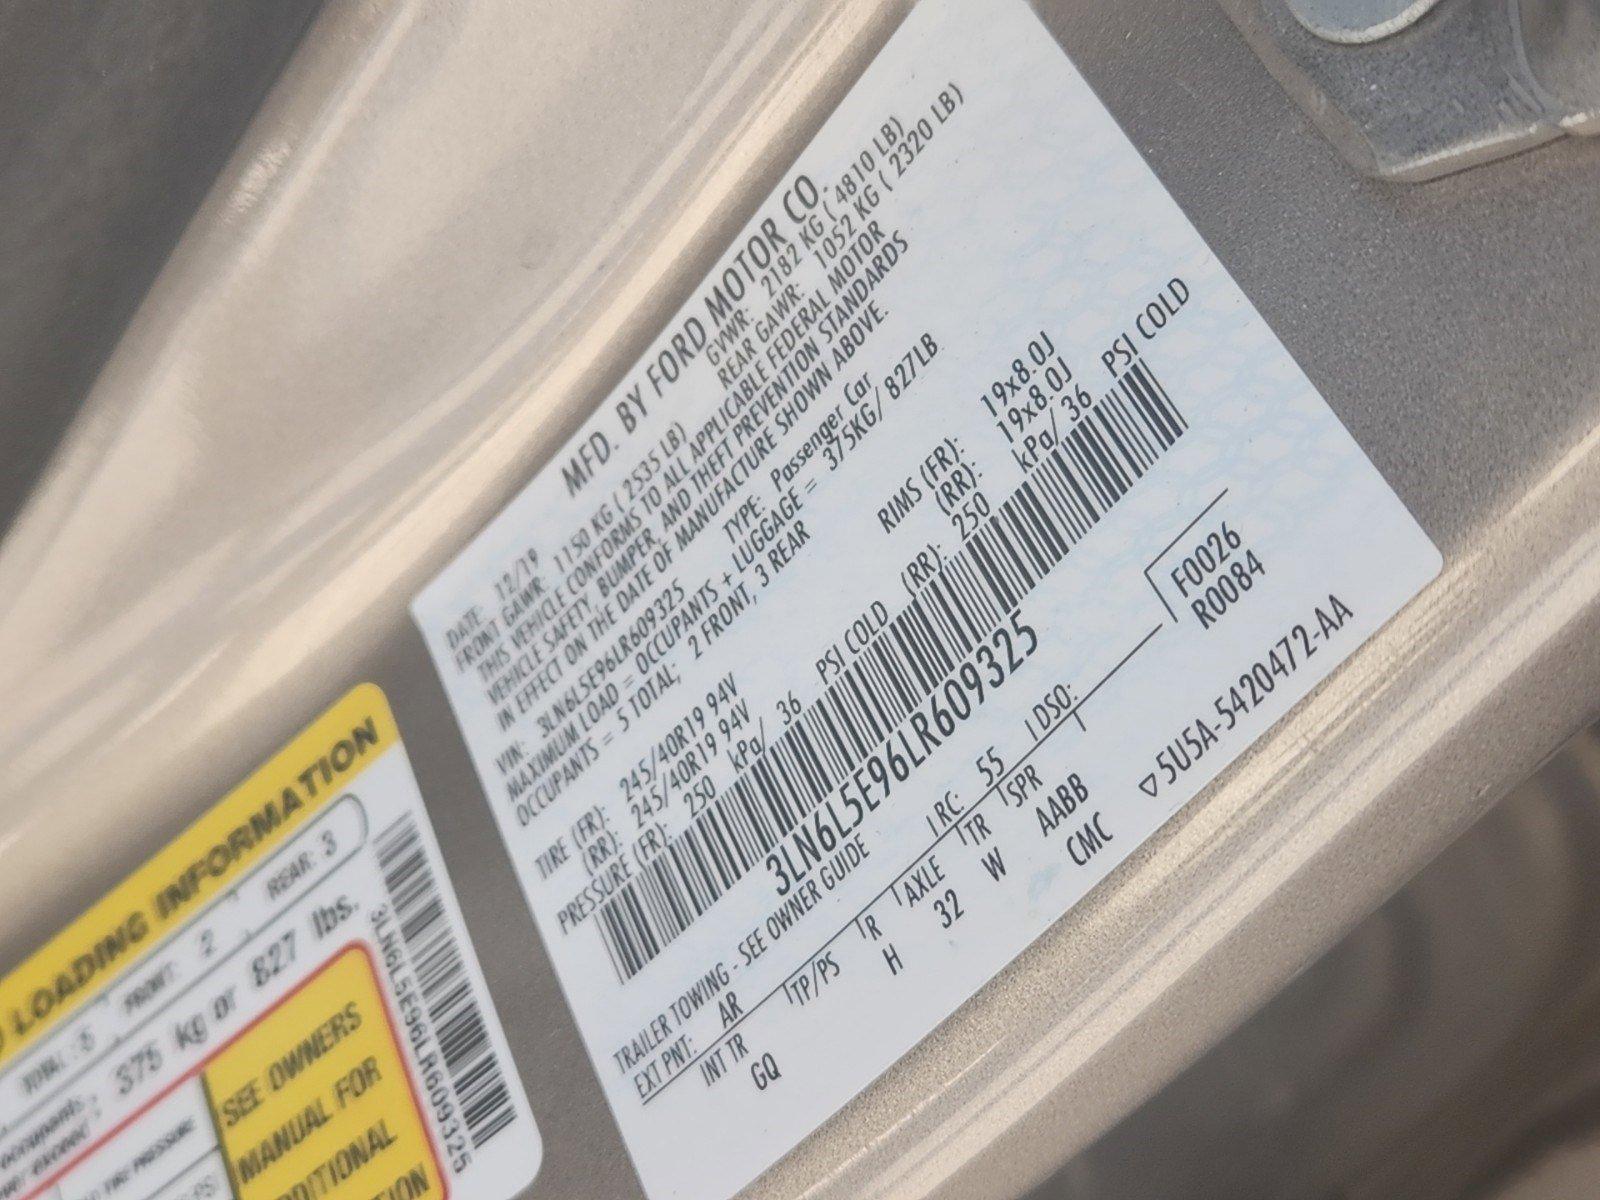 MFD. BY FORD MOTOR CO.
DATE: 12/19 GVWR: 2182 KG ( 4810 LB)
FRONT GAWR: 1150 KG ( 2535 LB) REAR GAWR: 1052 KG ( 2320 LB)
THIS VEHICLE CONFORMS TO ALL APPLICABLE FEDERAL MOTOR
VEHICLE SAFETY, BUMPER, AND THEFT PREVENTION STANDARDS
IN EFFECT ON THE DATE OF MANUFACTURE SHOWN ABOVE.
VIN: 3LN6L5E96LR609325 TYPE: Passenger Car
MAXIMUM LOAD = OCCUPANTS + LUGGAGE = 375KG/ 827LB
OCCUPANTS = 5 TOTAL; 2 FRONT, 3 REAR
TIRE (FR): 245/40R19 94V RIMS (FR): 19x8.0J
(RR): 245/40R19 94V (RR): 19x8.0J
PRESSURE (FR): 250 kPa/ 36 PSI COLD (RR): 250 kPa/ 36 PSI COLD
3LN6L5E96LR609325
TRAILER TOWING - SEE OWNER GUIDE
EXT PNT: AR RC: 55 DSO:
INT TR TP/PS R AXLE TR SPR
GQ H 32 W AABB
CMC
F0026
R0084
▽5U5A-5420472-AA
LOADING INFORMATION
TOTAL: 5 FRONT: 2 REAR: 3
375 kg or 827 lbs.
TIRE PRESSURE
SEE OWNERS
MANUAL FOR
3LN6L5E96LR609325